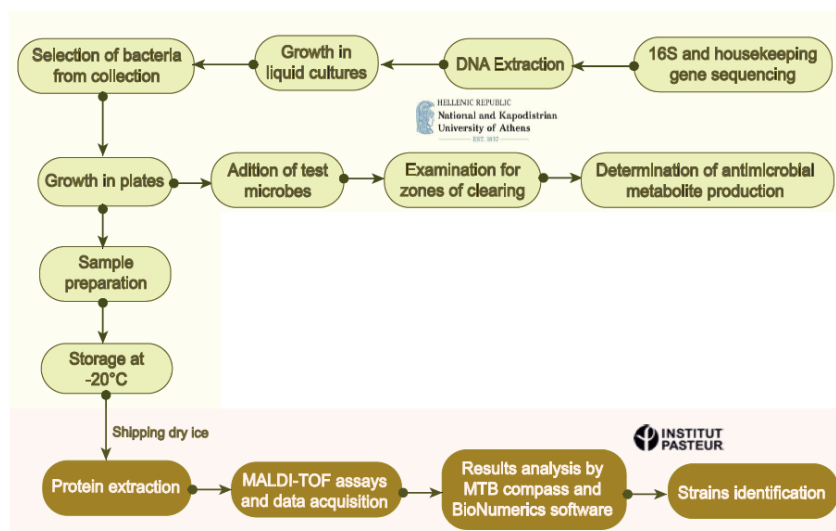 Selection of bacteria
from collection
Growth in
liquid cultures
DNA Extraction
16S and housekeeping
gene sequencing
HELLENIC REPUBLIC
National and Kapodistrian
University of Athens
EST. 1837
Growth in plates
Adition of test
microbes
Examination for
zones of clearing
Determination of antimicrobial
metabolite production
Sample
preparation
Storage at
-20°C
Shipping dry ice
INSTITUT
PASTEUR
Protein extraction
MALDI-TOF assays
and data acquisition
Results analysis by
MTB compass and
BioNumerics software
Strains identification